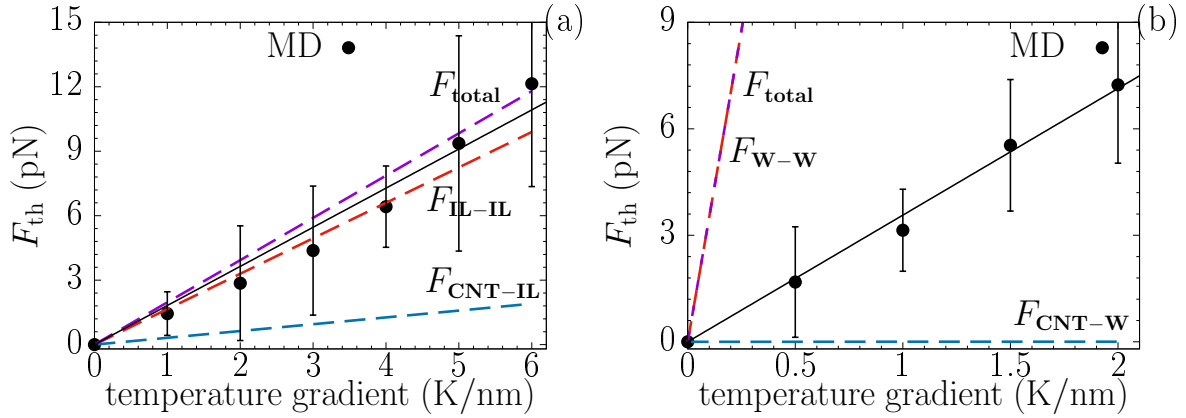 (a)
MD
F_total
F_IL–IL
F_CNT–IL
F_th (pN)
15
12
9
6
3
0
0 1 2 3 4 5 6
temperature gradient (K/nm)
(b)
MD
F_total
F_W–W
F_CNT–W
F_th (pN)
9
6
3
0
0 0.5 1 1.5 2
temperature gradient (K/nm)